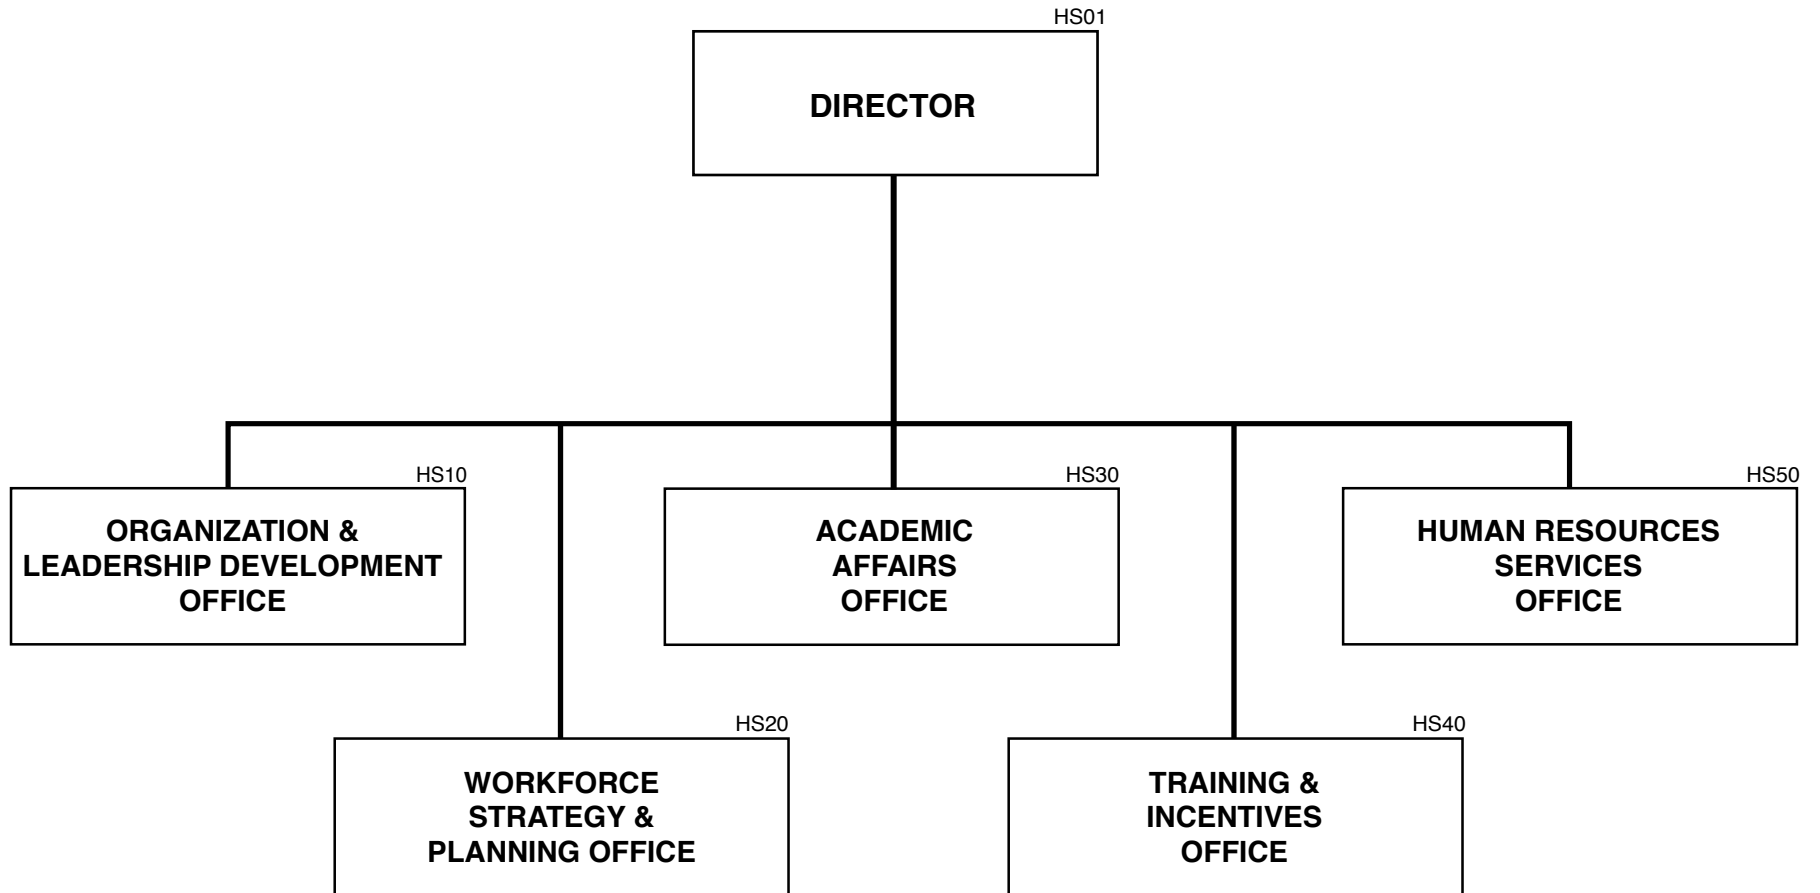 HS01
DIRECTOR
HS10
ORGANIZATION &
LEADERSHIP DEVELOPMENT
OFFICE
HS30
ACADEMIC
AFFAIRS
OFFICE
HS50
HUMAN RESOURCES
SERVICES
OFFICE
HS20
WORKFORCE
STRATEGY &
PLANNING OFFICE
HS40
TRAINING &
INCENTIVES
OFFICE